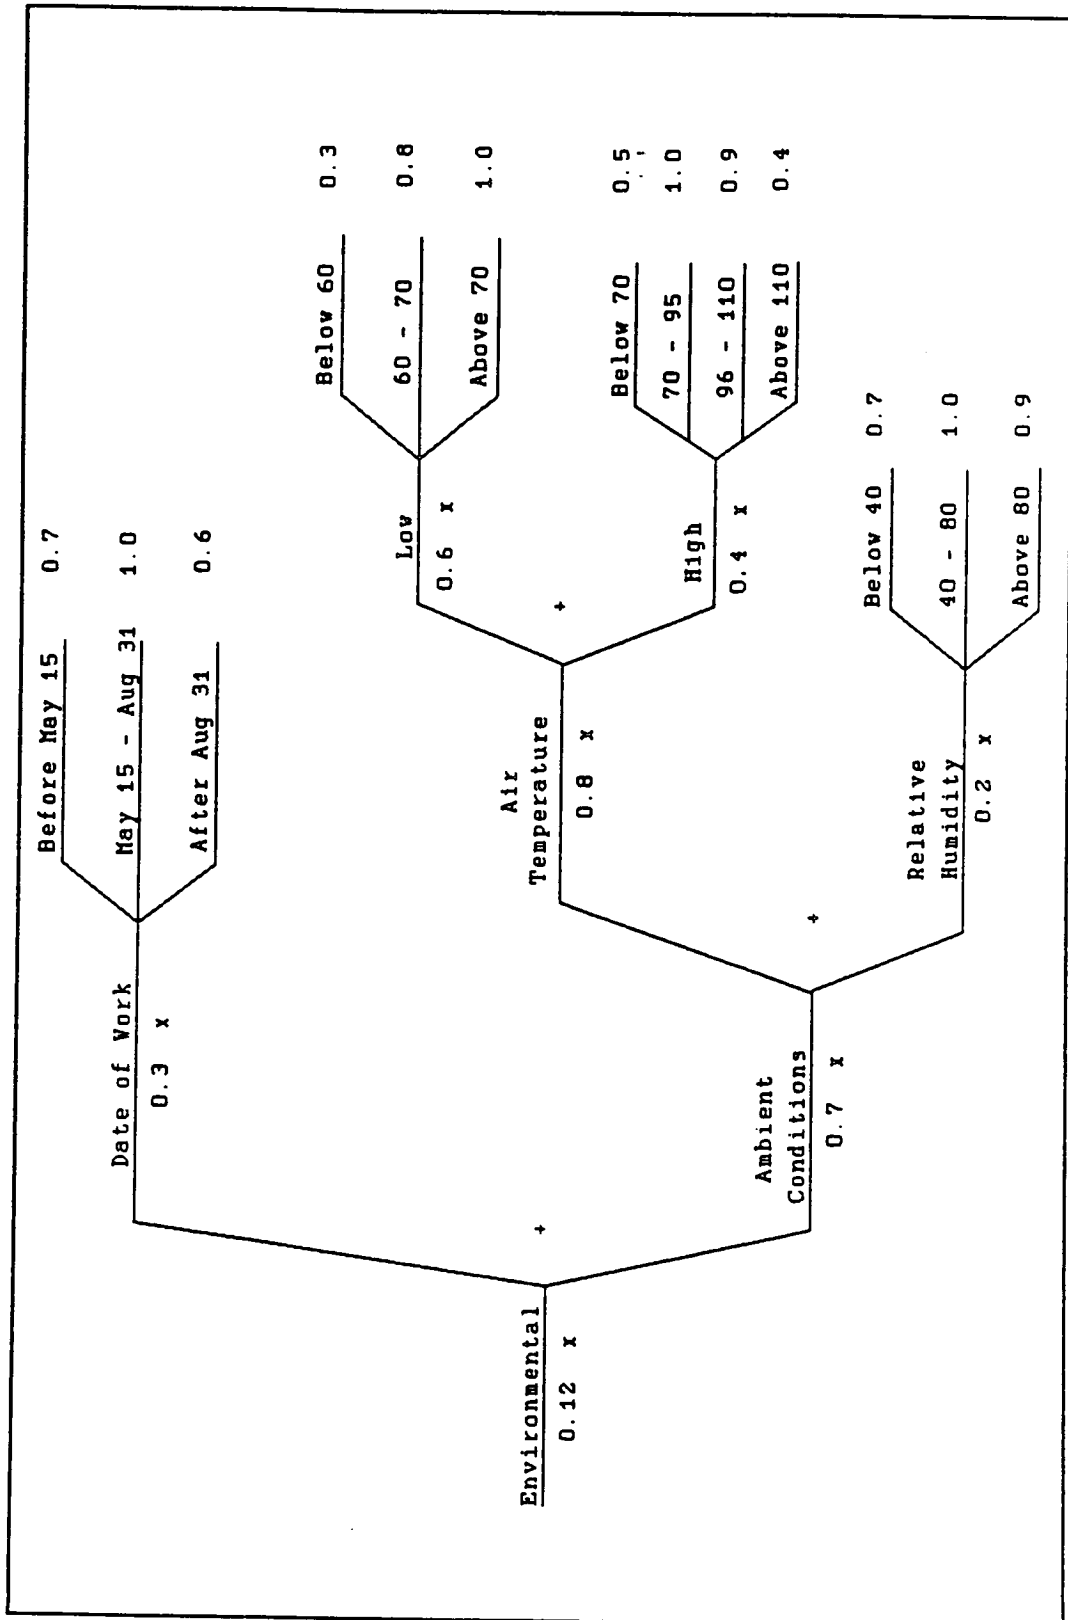 Before May 15 0.7
May 15 - Aug 31 1.0
After Aug 31 0.6
Date of Work
0.3 x
Below 60 0.3
60 - 70 0.8
Above 70 1.0
Low
0.6 x
+
Below 70 0.5
70 - 95 1.0
96 - 110 0.9
Above 110 0.4
High
0.4 x
Air
Temperature
0.8 x
Below 40 0.7
40 - 80 1.0
Above 80 0.9
Relative
Humidity
0.2 x
+
Ambient
Conditions
0.7 x
+
Environmental
0.12 x